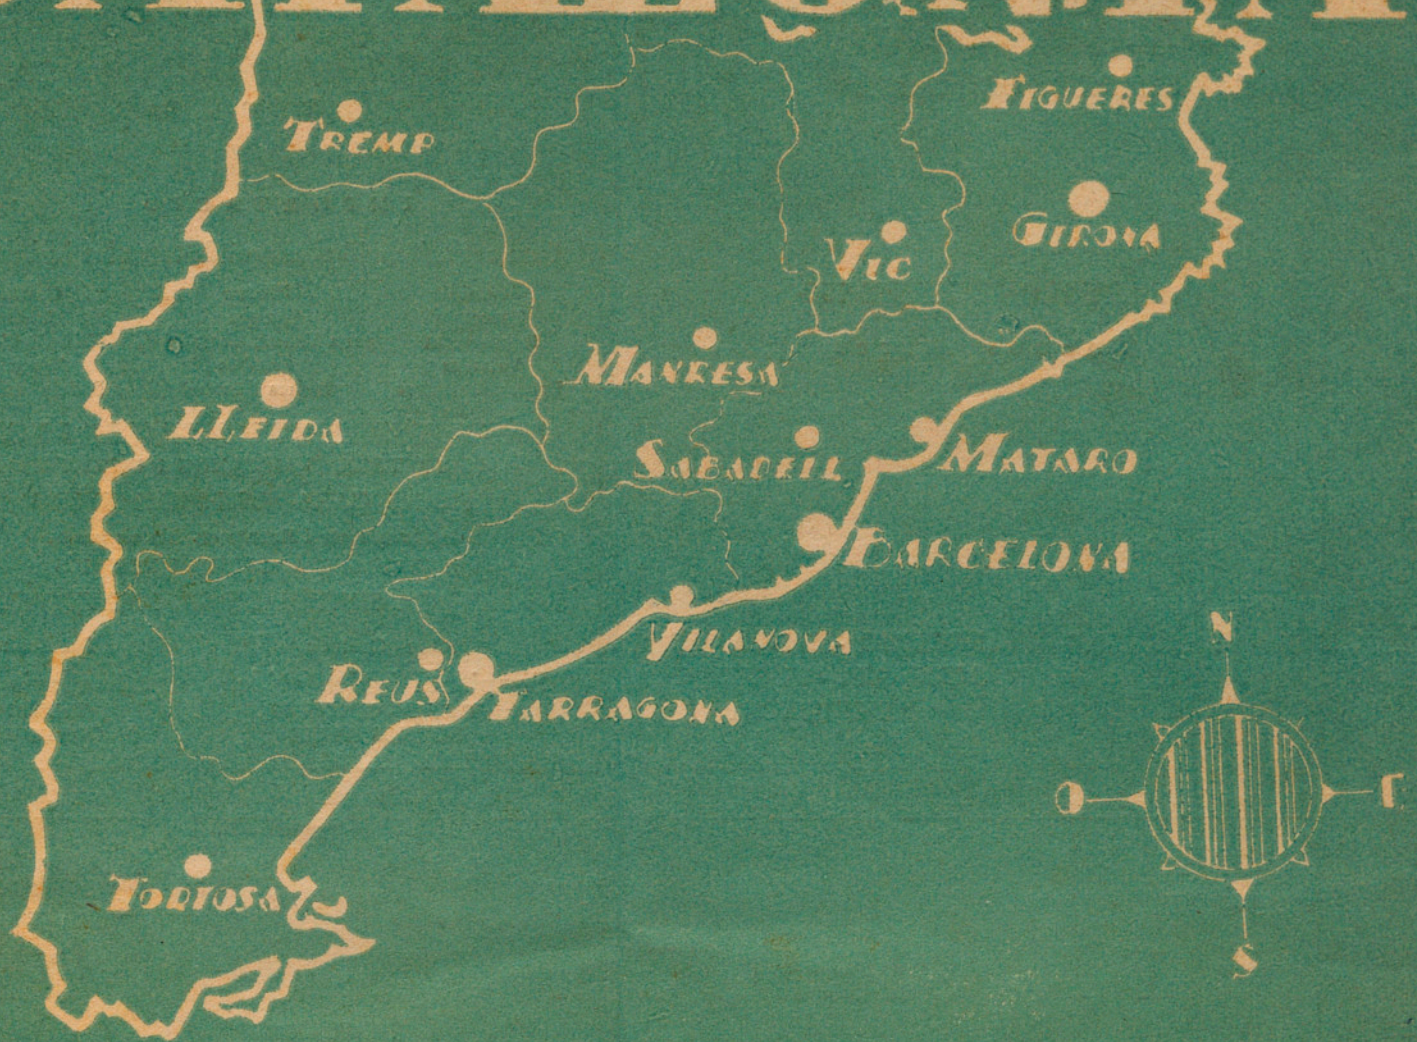 FIGUERES
TREMP
GIRONA
VIC
MANRESA
LLEIDA
SABADELL
MATARO
BARCELONA
VILANOVA
REUS
TARRAGONA
TORTOSA
N
O
E
S